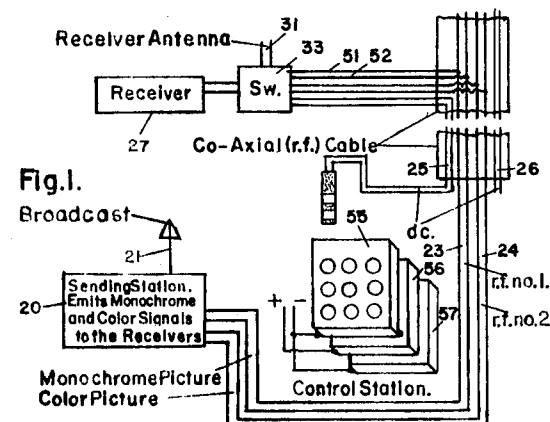 31
Receiver Antenna
33
51 52
Sw.
Receiver
27
Co-Axial (r.f.) Cable
25
26
Fig.1.
Broadcast
55
d.c.
21
23
24
56
r.f.no.1.
Sending Station.
Emits Monochrome
and Color Signals
to the Receivers
20
+ -
57
r.f.no.2
Monochrome Picture
Color Picture
Control Station.